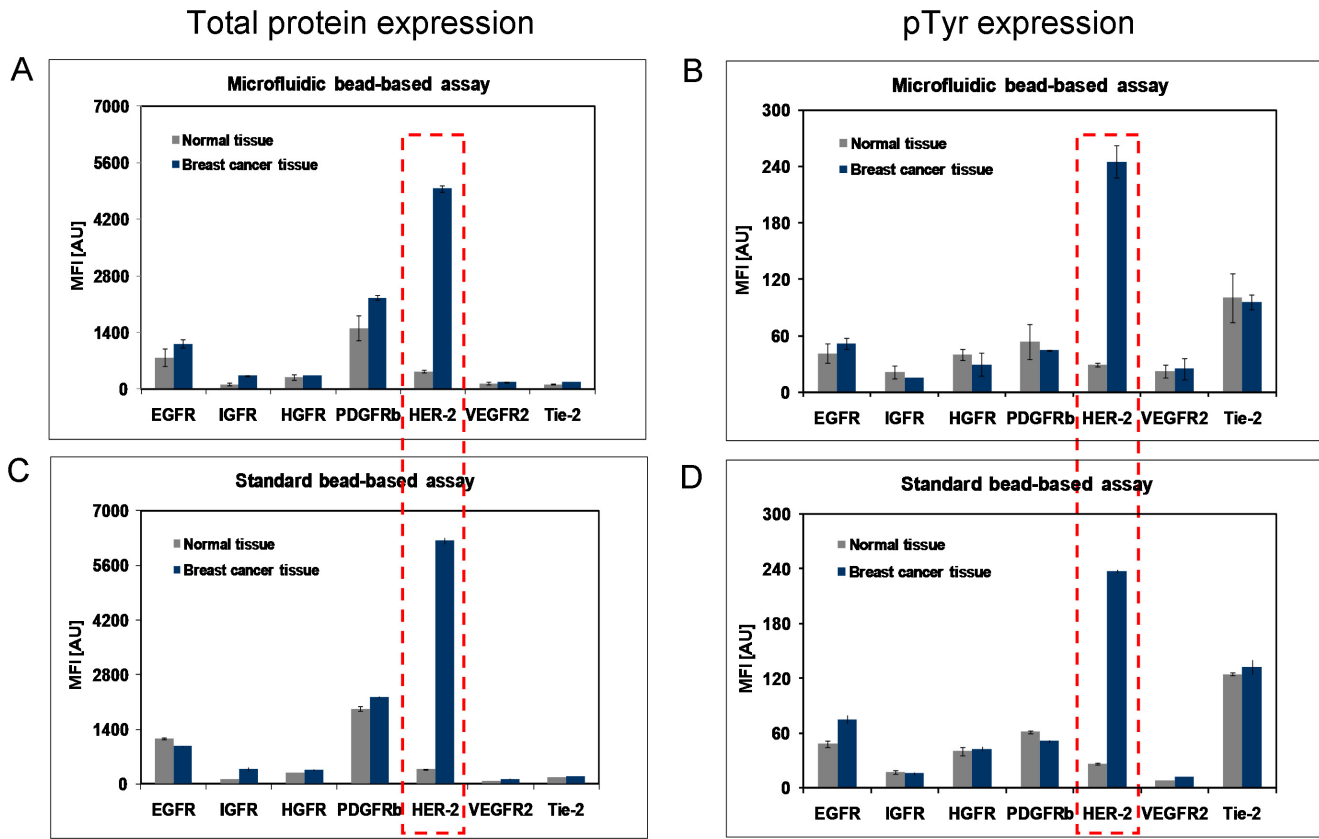 Total protein expression
pTyr expression
A
Microfluidic bead-based assay
7000
5600
4200
2800
1400
0
MFI [AU]
Normal tissue
Breast cancer tissue
EGFR IGFR HGFR PDGFRb HER-2 VEGFR2 Tie-2
B
Microfluidic bead-based assay
300
240
180
120
60
0
MFI [AU]
Normal tissue
Breast cancer tissue
EGFR IGFR HGFR PDGFRb HER-2 VEGFR2 Tie-2
C
Standard bead-based assay
7000
5600
4200
2800
1400
0
MFI [AU]
Normal tissue
Breast cancer tissue
EGFR IGFR HGFR PDGFRb HER-2 VEGFR2 Tie-2
D
Standard bead-based assay
300
240
180
120
60
0
MFI [AU]
Normal tissue
Breast cancer tissue
EGFR IGFR HGFR PDGFRb HER-2 VEGFR2 Tie-2